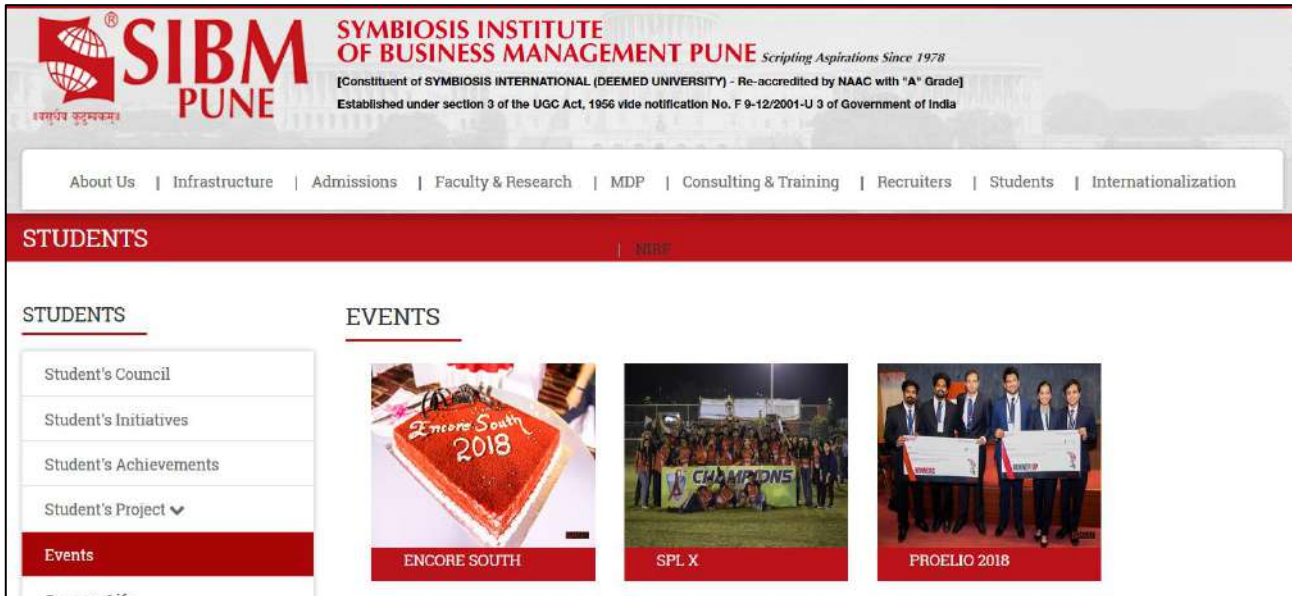 ®
SIBM
PUNE
॥वसुधैव कुटुम्बकम्॥
SYMBIOSIS INSTITUTE
OF BUSINESS MANAGEMENT PUNE Scripting Aspirations Since 1978
[Constituent of SYMBIOSIS INTERNATIONAL (DEEMED UNIVERSITY) - Re-accredited by NAAC with "A" Grade]
Established under section 3 of the UGC Act, 1956 vide notification No. F 9-12/2001-U 3 of Government of India
About Us | Infrastructure | Admissions | Faculty & Research | MDP | Consulting & Training | Recruiters | Students | Internationalization
| NIRF
STUDENTS
STUDENTS
Student's Council
Student's Initiatives
Student's Achievements
Student's Project
Events
EVENTS
Encore South
2018
ENCORE SOUTH
CHAMPIONS
SPL X
WINNERS
RUNNER UP
PROELIO 2018